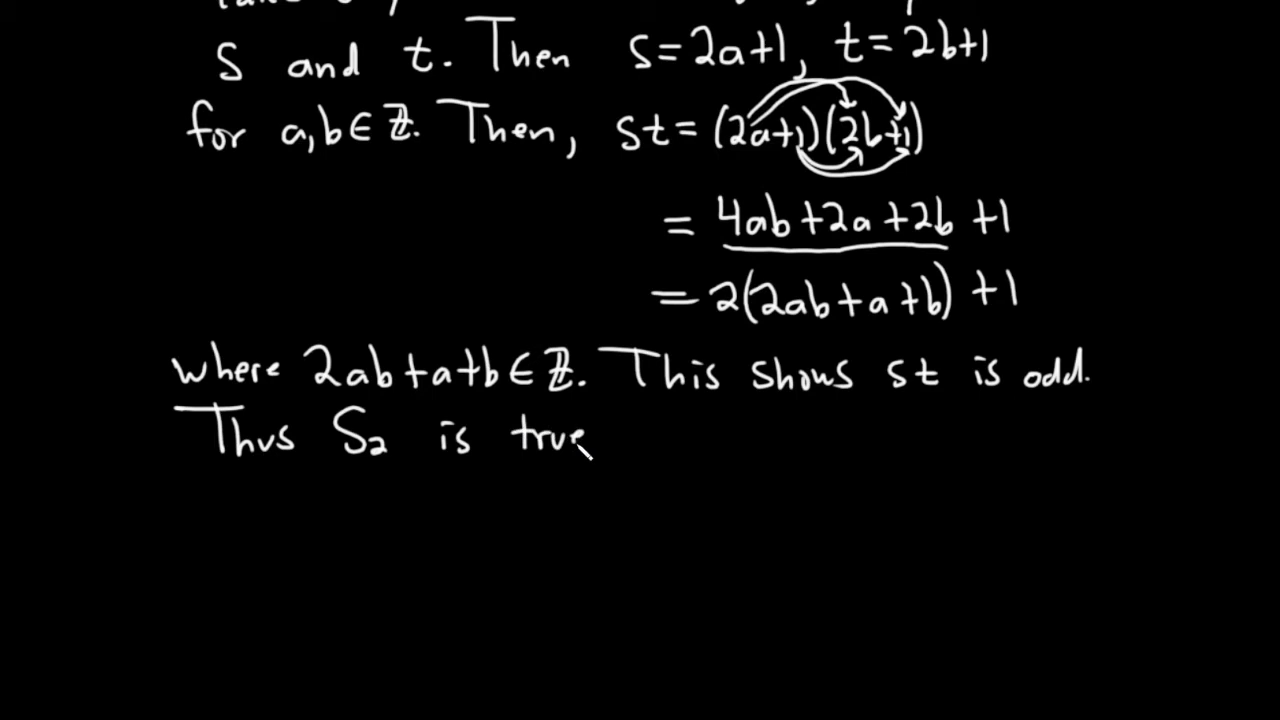 S and t. Then s=2a+1, t=2b+1
for a,b∈ℤ. Then, st=(2a+1)(2b+1)
= 4ab+2a+2b+1
= 2(2ab+a+b)+1
where 2ab+a+b∈ℤ. This shows st is odd.
Thus S₂ is true